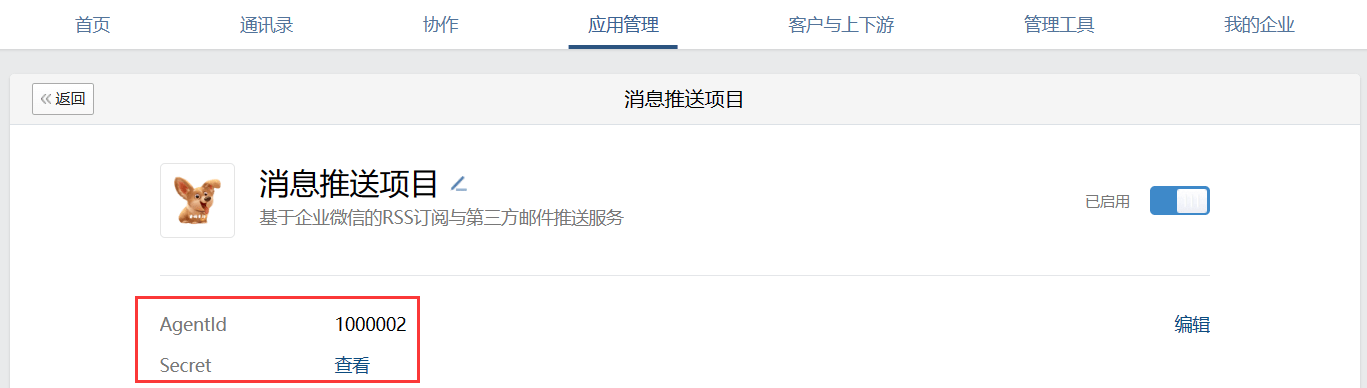 首页 通讯录 协作 应用管理 客户与上下游 管理工具 我的企业
返回 消息推送项目
消息推送项目
基于企业微信的RSS订阅与第三方邮件推送服务
已启用
AgentId 1000002 编辑
Secret 查看